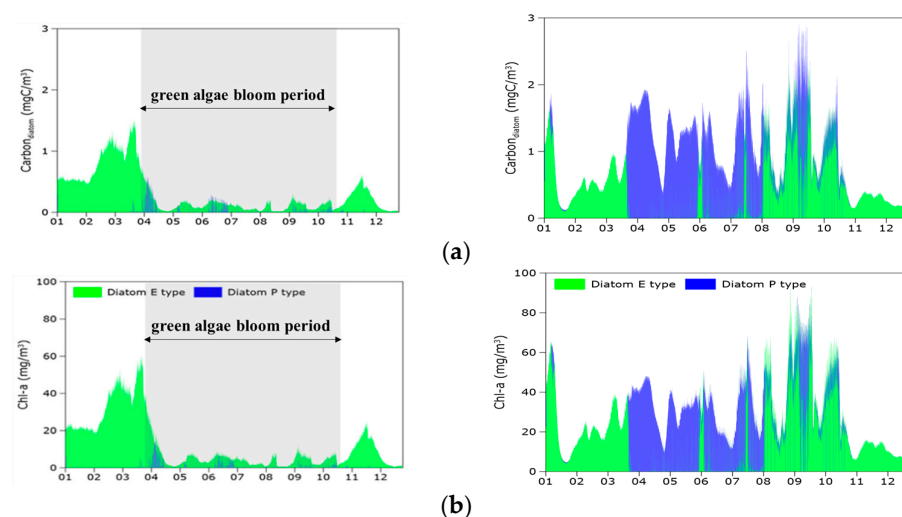 3
2
1
0
Carbon_diatom (mgC/m³)
green algae bloom period
01 02 03 04 05 06 07 08 09 10 11 12
3
2
1
0
Carbon_diatom (mgC/m³)
01 02 03 04 05 06 07 08 09 10 11 12
(a)
100
80
60
40
20
0
Chl-a (mg/m³)
Diatom E type Diatom P type
green algae bloom period
01 02 03 04 05 06 07 08 09 10 11 12
100
80
60
40
20
0
Chl-a (mg/m³)
Diatom E type Diatom P type
01 02 03 04 05 06 07 08 09 10 11 12
(b)